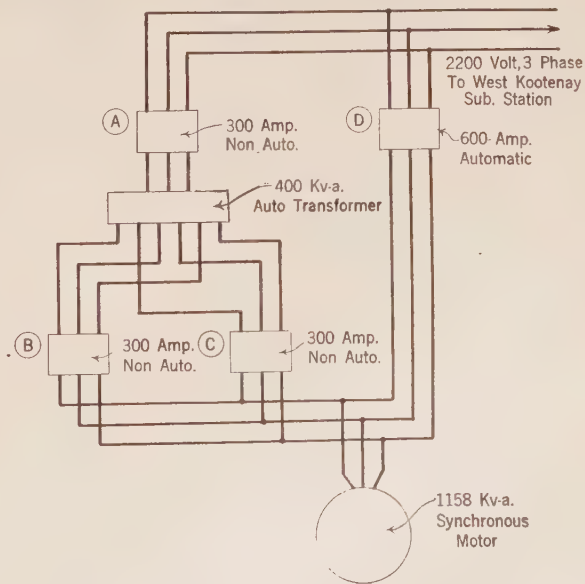 2200 Volt, 3 Phase
To West Kootenay
Sub. Station
A
300 Amp.
Non Auto.
D
600-Amp.
Automatic
400 Kv-a.
Auto Transformer
B
300 Amp.
Non Auto.
C
300 Amp.
Non Auto.
1158 Kv-a.
Synchronous
Motor